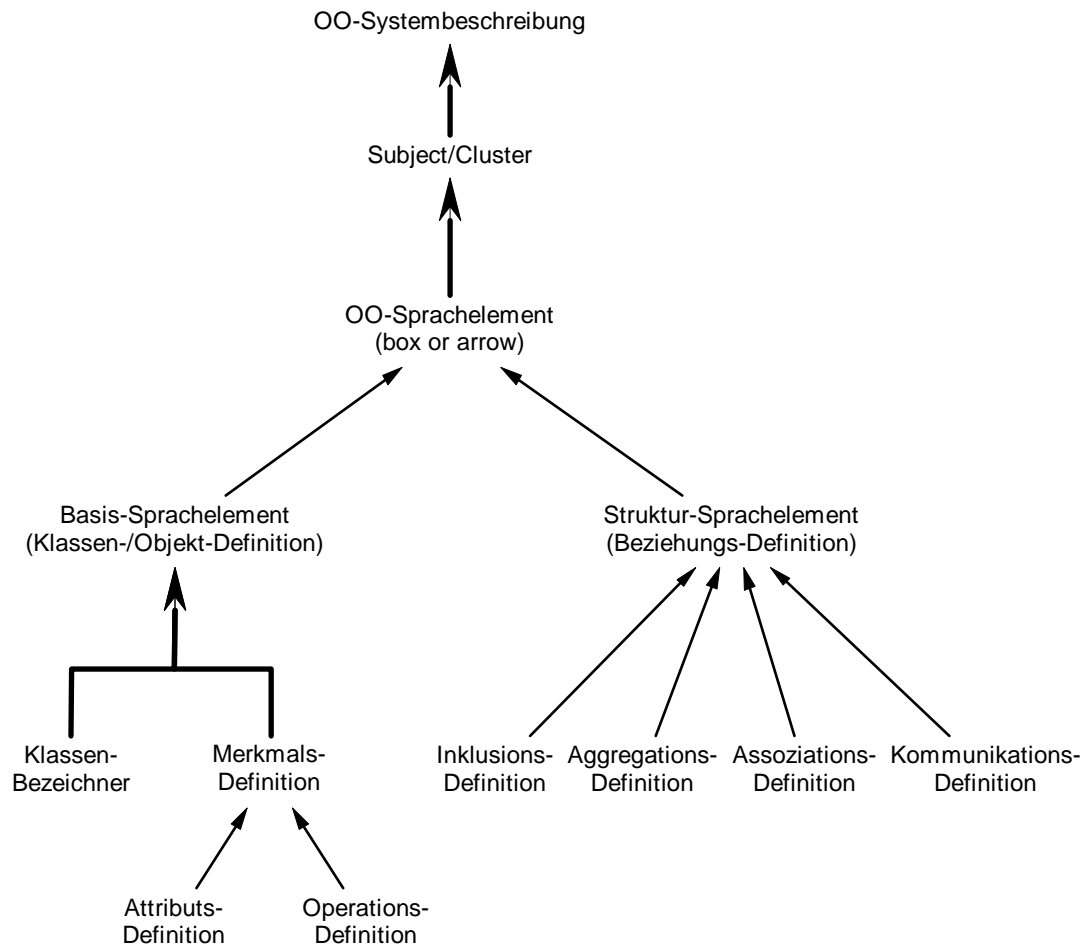 OO-Systembeschreibung
Subject/Cluster
OO-Sprachelement
(box or arrow)
Basis-Sprachelement
(Klassen-/Objekt-Definition)
Struktur-Sprachelement
(Beziehungs-Definition)
Klassen-
Bezeichner
Merkmals-
Definition
Inklusions-
Definition
Aggregations-
Definition
Assoziations-
Definition
Kommunikations-
Definition
Attributs-
Definition
Operations-
Definition